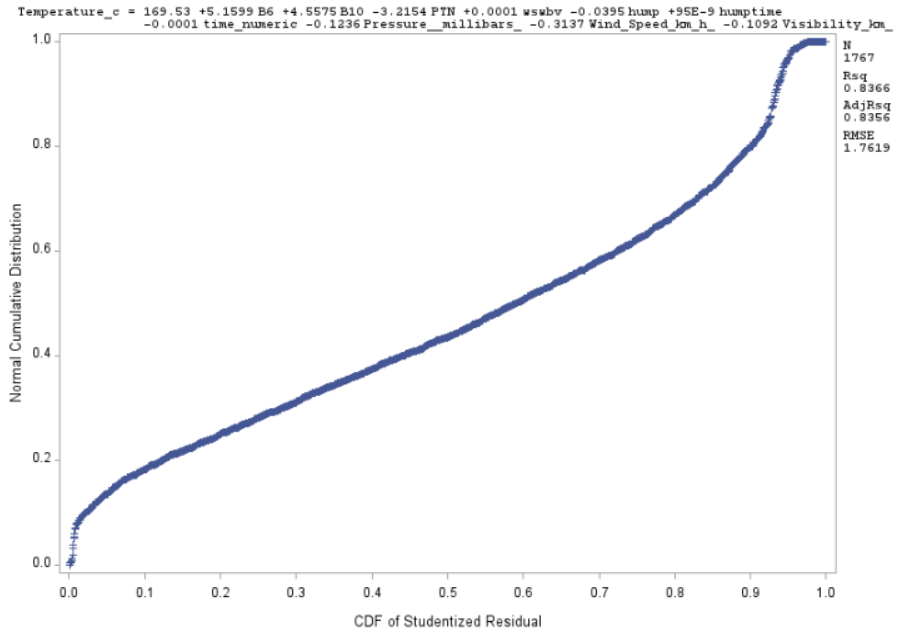 Temperature_c = 169.53 +5.1599 B6 +4.5575 B10 -3.2154 PTN +0.0001 wswbv -0.0395 hump +95E-9 humptime
-0.0001 time_numeric -0.1236 Pressure__millibars_ -0.3137 Wind_Speed_km_h_ -0.1092 Visibility_km_
N
1767
Rsq
0.8366
AdjRsq
0.8356
RMSE
1.7619
1.0
0.8
0.6
0.4
0.2
0.0
Normal Cumulative Distribution
0.0 0.1 0.2 0.3 0.4 0.5 0.6 0.7 0.8 0.9 1.0
CDF of Studentized Residual